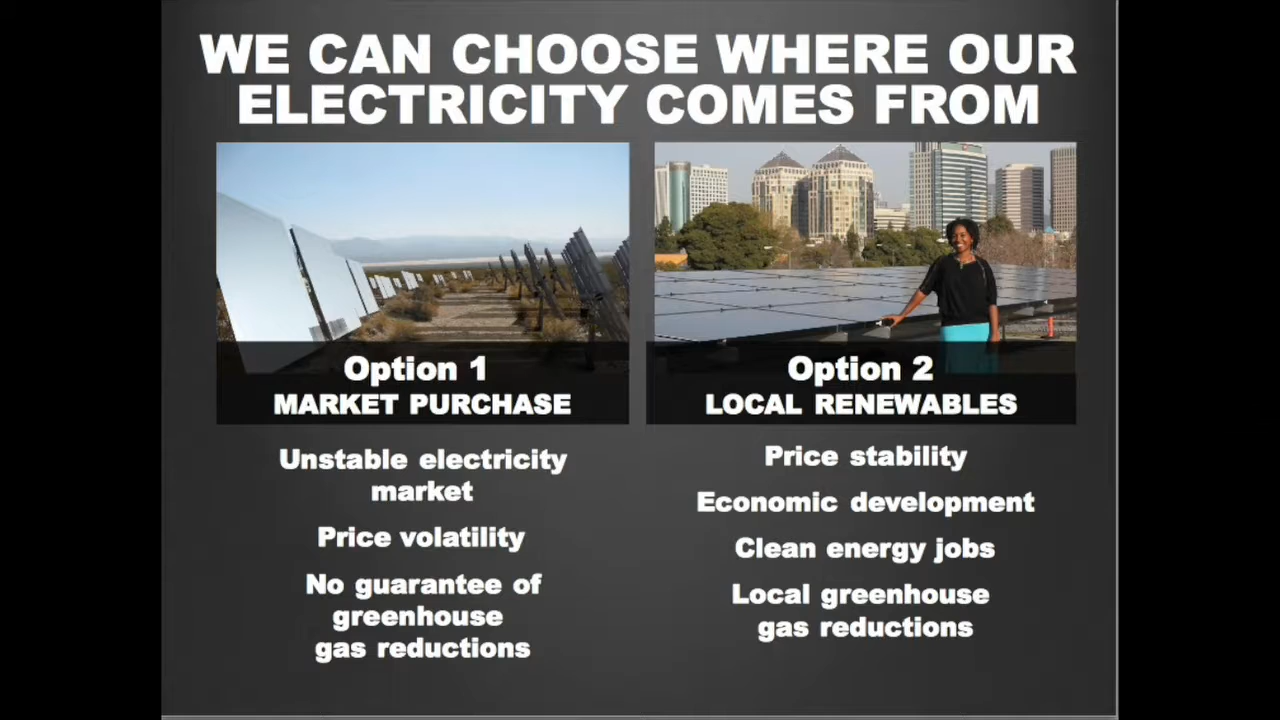 WE CAN CHOOSE WHERE OUR
ELECTRICITY COMES FROM
Option 1
MARKET PURCHASE
Unstable electricity
market
Price volatility
No guarantee of
greenhouse
gas reductions
Option 2
LOCAL RENEWABLES
Price stability
Economic development
Clean energy jobs
Local greenhouse
gas reductions